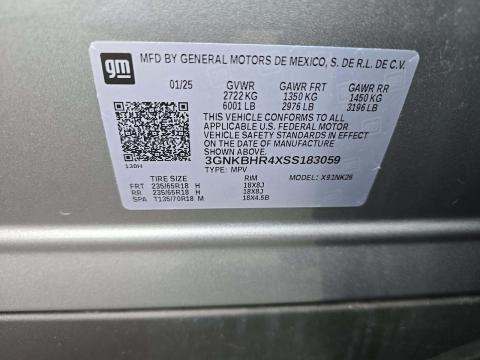 gm
MFD BY GENERAL MOTORS DE MEXICO, S. DE R.L. DE C.V.
01/25 GVWR GAWR FRT GAWR RR
2722 KG 1350 KG 1450 KG
6001 LB 2976 LB 3196 LB
THIS VEHICLE CONFORMS TO ALL
APPLICABLE U.S. FEDERAL MOTOR
VEHICLE SAFETY STANDARDS IN EFFECT
ON THE DATE OF MANUFACTURE
SHOWN ABOVE.
3GNKBHR4XSS183059
TYPE: MPV MODEL: X91NK26
TIRE SIZE RIM
FRT 235/65R18 H 18X8J
RR 235/65R18 H 18X8J
SPA T135/70R18 M 18X4.5B